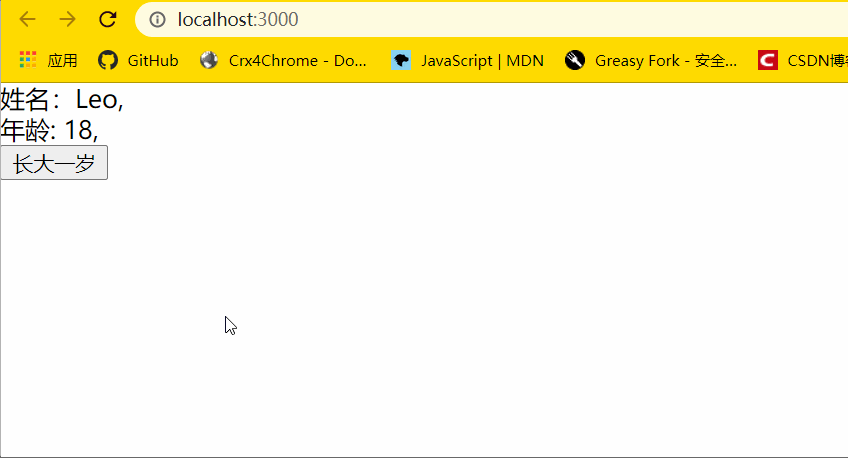 localhost:3000
应用 GitHub Crx4Chrome - Do... JavaScript | MDN Greasy Fork - 安全... CSDN博客
姓名：Leo,
年龄: 18,
长大一岁